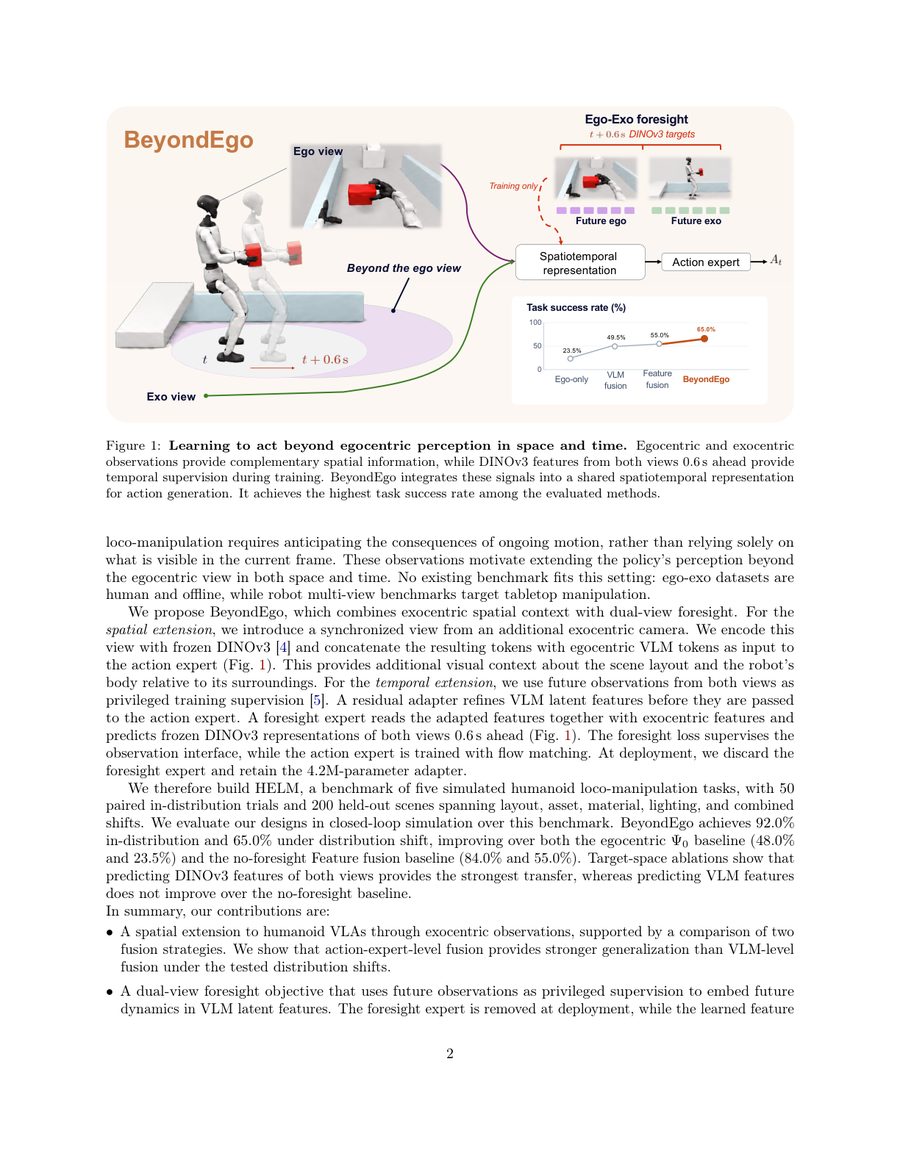 BeyondEgo
Ego view
Beyond the ego view
t
t + 0.6 s
Exo view
Ego-Exo foresight
t + 0.6 s DINOv3 targets
Training only
Future ego
Future exo
Spatiotemporal
representation
Action expert
At
Task success rate (%)
100
50
0
23.5%
49.5%
55.0%
65.0%
Ego-only
VLM
fusion
Feature
fusion
BeyondEgo
Figure 1: Learning to act beyond egocentric perception in space and time. Egocentric and exocentric
observations provide complementary spatial information, while DINOv3 features from both views 0.6 s ahead provide
temporal supervision during training. BeyondEgo integrates these signals into a shared spatiotemporal representation
for action generation. It achieves the highest task success rate among the evaluated methods.
loco-manipulation requires anticipating the consequences of ongoing motion, rather than relying solely on
what is visible in the current frame. These observations motivate extending the policy's perception beyond
the egocentric view in both space and time. No existing benchmark fits this setting: ego-exo datasets are
human and offline, while robot multi-view benchmarks target tabletop manipulation.
We propose BeyondEgo, which combines exocentric spatial context with dual-view foresight. For the
spatial extension, we introduce a synchronized view from an additional exocentric camera. We encode this
view with frozen DINOv3 [4] and concatenate the resulting tokens with egocentric VLM tokens as input to
the action expert (Fig. 1). This provides additional visual context about the scene layout and the robot's
body relative to its surroundings. For the temporal extension, we use future observations from both views as
privileged training supervision [5]. A residual adapter refines VLM latent features before they are passed
to the action expert. A foresight expert reads the adapted features together with exocentric features and
predicts frozen DINOv3 representations of both views 0.6 s ahead (Fig. 1). The foresight loss supervises the
observation interface, while the action expert is trained with flow matching. At deployment, we discard the
foresight expert and retain the 4.2M-parameter adapter.
We therefore build HELM, a benchmark of five simulated humanoid loco-manipulation tasks, with 50
paired in-distribution trials and 200 held-out scenes spanning layout, asset, material, lighting, and combined
shifts. We evaluate our designs in closed-loop simulation over this benchmark. BeyondEgo achieves 92.0%
in-distribution and 65.0% under distribution shift, improving over both the egocentric Ψ0 baseline (48.0%
and 23.5%) and the no-foresight Feature fusion baseline (84.0% and 55.0%). Target-space ablations show that
predicting DINOv3 features of both views provides the strongest transfer, whereas predicting VLM features
does not improve over the no-foresight baseline.
In summary, our contributions are:
• A spatial extension to humanoid VLAs through exocentric observations, supported by a comparison of two
fusion strategies. We show that action-expert-level fusion provides stronger generalization than VLM-level
fusion under the tested distribution shifts.
• A dual-view foresight objective that uses future observations as privileged supervision to embed future
dynamics in VLM latent features. The foresight expert is removed at deployment, while the learned feature
2